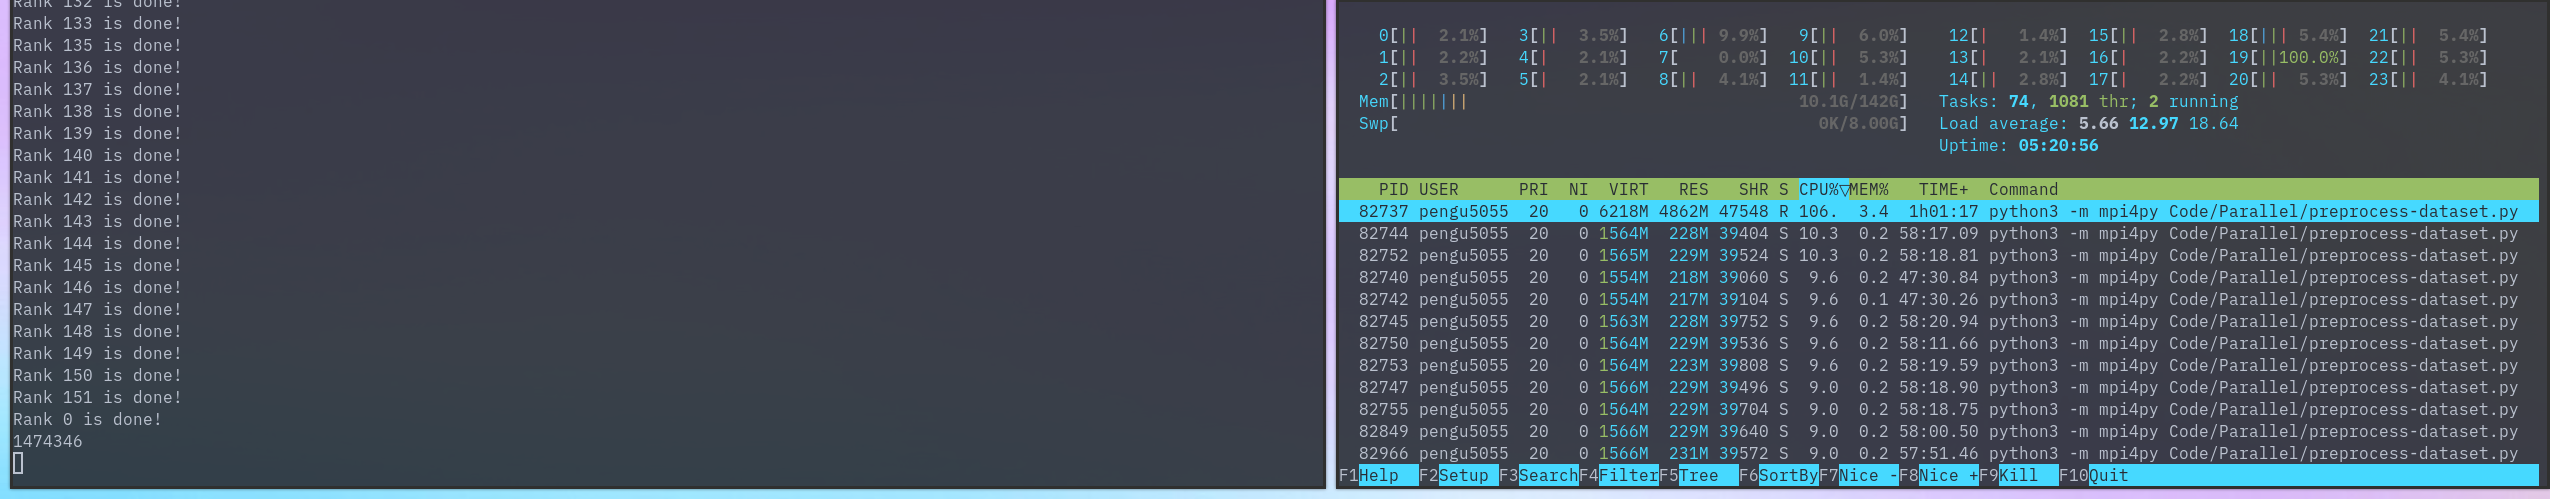 Rank 132 is done!
Rank 133 is done!
Rank 135 is done!
Rank 136 is done!
Rank 137 is done!
Rank 138 is done!
Rank 139 is done!
Rank 140 is done!
Rank 141 is done!
Rank 142 is done!
Rank 143 is done!
Rank 144 is done!
Rank 145 is done!
Rank 146 is done!
Rank 147 is done!
Rank 148 is done!
Rank 149 is done!
Rank 150 is done!
Rank 151 is done!
Rank 0 is done!
1474346
0[|| 2.1%] 3[|| 3.5%] 6[||| 9.9%] 9[|| 6.0%] 12[| 1.4%] 15[|| 2.8%] 18[||| 5.4%] 21[|| 5.4%]
1[|| 2.2%] 4[| 2.1%] 7[ 0.0%] 10[|| 5.3%] 13[| 2.1%] 16[| 2.2%] 19[||100.0%] 22[|| 5.3%]
2[|| 3.5%] 5[| 2.1%] 8[|| 4.1%] 11[|| 1.4%] 14[|| 2.8%] 17[| 2.2%] 20[|| 5.3%] 23[|| 4.1%]
Mem[||||||| 10.1G/142G] Tasks: 74, 1081 thr; 2 running
Swp[ 0K/8.00G] Load average: 5.66 12.97 18.64
Uptime: 05:20:56
PID USER PRI NI VIRT RES SHR S CPU%▽MEM% TIME+ Command
82737 pengu5055 20 0 6218M 4862M 47548 R 106. 3.4 1h01:17 python3 -m mpi4py Code/Parallel/preprocess-dataset.py
82744 pengu5055 20 0 1564M 228M 39404 S 10.3 0.2 58:17.09 python3 -m mpi4py Code/Parallel/preprocess-dataset.py
82752 pengu5055 20 0 1565M 229M 39524 S 10.3 0.2 58:18.81 python3 -m mpi4py Code/Parallel/preprocess-dataset.py
82740 pengu5055 20 0 1554M 218M 39060 S 9.6 0.2 47:30.84 python3 -m mpi4py Code/Parallel/preprocess-dataset.py
82742 pengu5055 20 0 1554M 217M 39104 S 9.6 0.1 47:30.26 python3 -m mpi4py Code/Parallel/preprocess-dataset.py
82745 pengu5055 20 0 1563M 228M 39752 S 9.6 0.2 58:20.94 python3 -m mpi4py Code/Parallel/preprocess-dataset.py
82750 pengu5055 20 0 1564M 229M 39536 S 9.6 0.2 58:11.66 python3 -m mpi4py Code/Parallel/preprocess-dataset.py
82753 pengu5055 20 0 1564M 223M 39808 S 9.6 0.2 58:19.59 python3 -m mpi4py Code/Parallel/preprocess-dataset.py
82747 pengu5055 20 0 1566M 229M 39496 S 9.0 0.2 58:18.90 python3 -m mpi4py Code/Parallel/preprocess-dataset.py
82755 pengu5055 20 0 1564M 229M 39704 S 9.0 0.2 58:18.75 python3 -m mpi4py Code/Parallel/preprocess-dataset.py
82849 pengu5055 20 0 1566M 229M 39640 S 9.0 0.2 58:00.50 python3 -m mpi4py Code/Parallel/preprocess-dataset.py
82966 pengu5055 20 0 1566M 231M 39572 S 9.0 0.2 57:51.46 python3 -m mpi4py Code/Parallel/preprocess-dataset.py
F1Help F2Setup F3SearchF4FilterF5Tree F6SortByF7Nice -F8Nice +F9Kill F10Quit